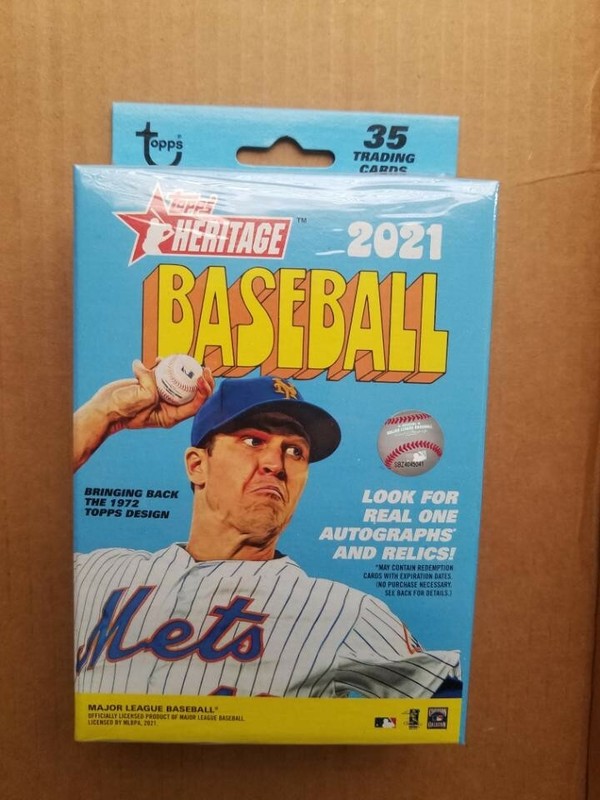 topps®
35
TRADING
CARDS
topps
HERITAGE™
2021
BASEBALL
NY
BRINGING BACK
THE 1972
TOPPS DESIGN
LOOK FOR
REAL ONE
AUTOGRAPHS
AND RELICS!
*MAY CONTAIN REDEMPTION
CARDS WITH EXPIRATION DATES.
(NO PURCHASE NECESSARY.
SEE BACK FOR DETAILS.)
Mets
MAJOR LEAGUE BASEBALL®
OFFICIALLY LICENSED PRODUCT OF MAJOR LEAGUE BASEBALL.
LICENSED BY MLBPA, 2021.